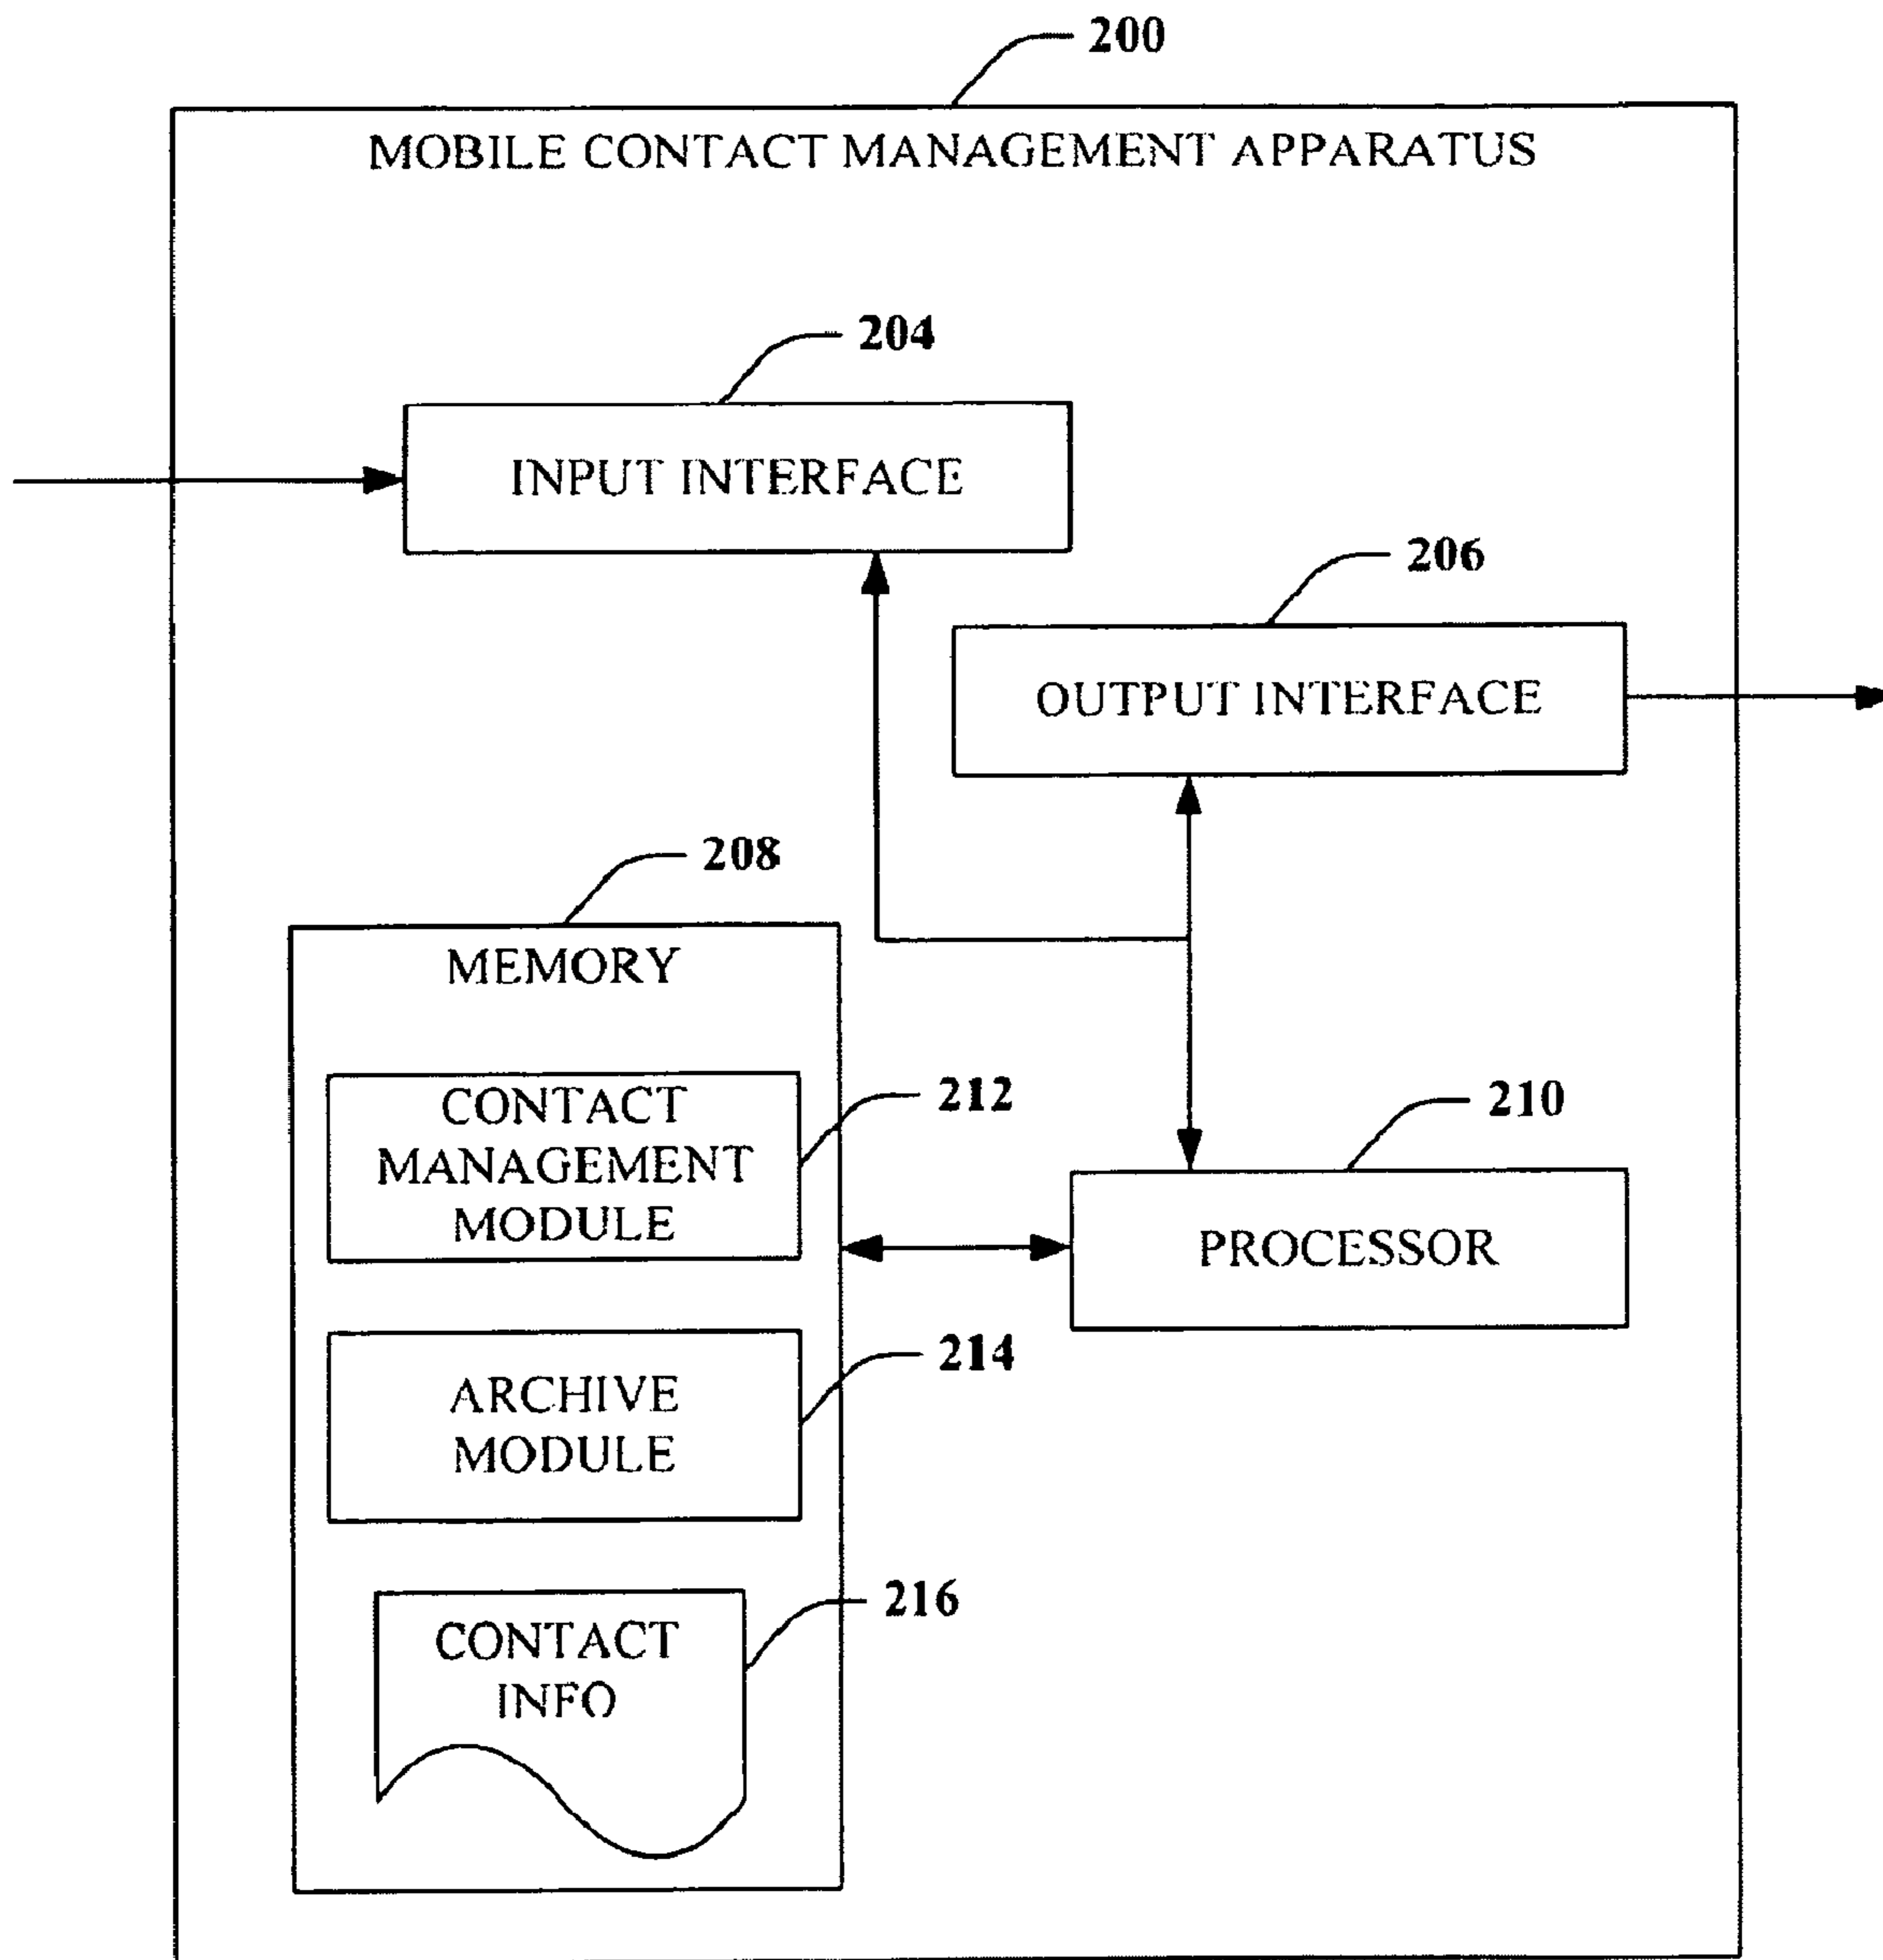 200
MOBILE CONTACT MANAGEMENT APPARATUS
204
INPUT INTERFACE
206
OUTPUT INTERFACE
208
MEMORY
CONTACT
MANAGEMENT
MODULE
212
210
PROCESSOR
214
ARCHIVE
MODULE
216
CONTACT
INFO